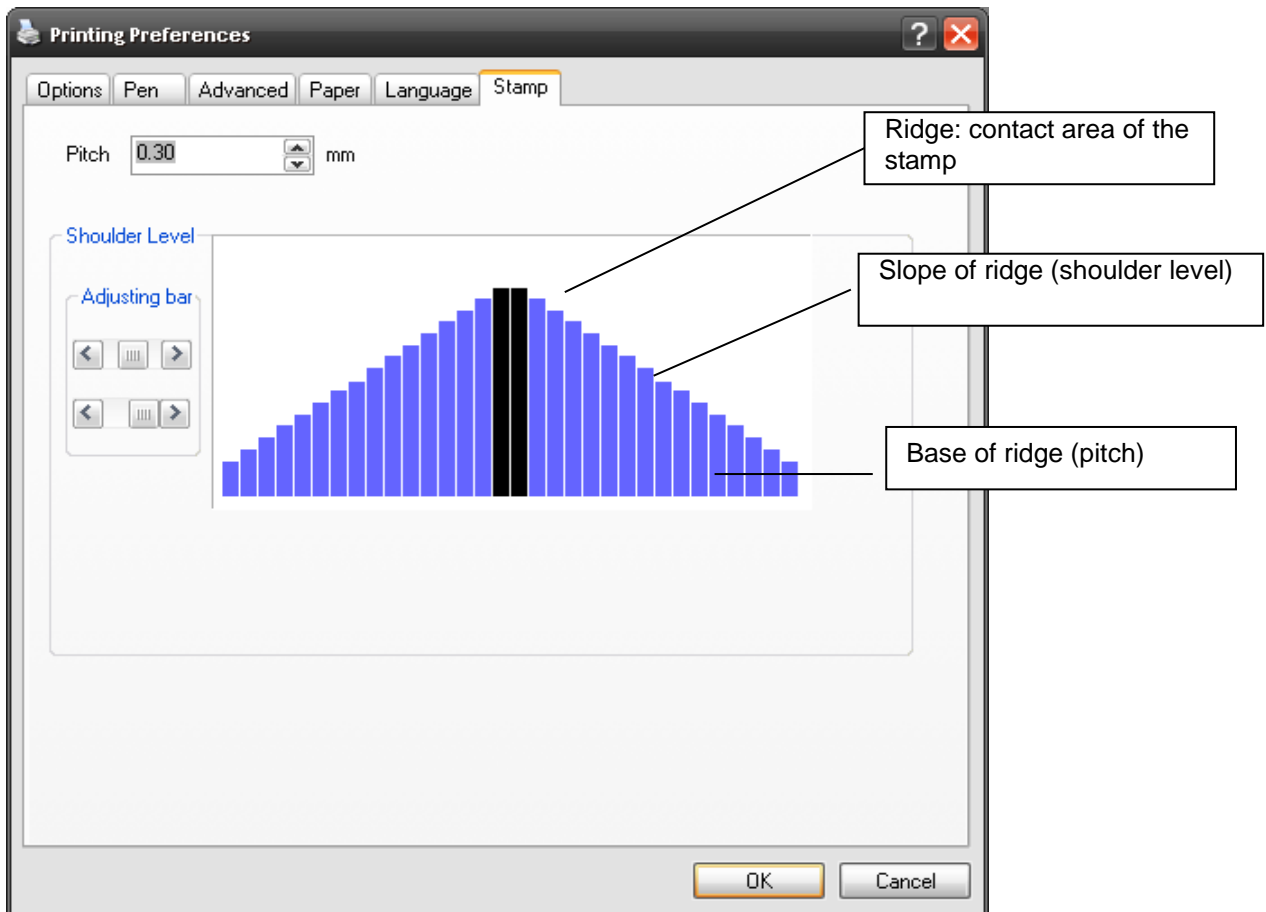 Printing Preferences
Options Pen Advanced Paper Language Stamp
Pitch 0.30 mm
Ridge: contact area of the
stamp
Shoulder Level
Slope of ridge (shoulder level)
Adjusting bar
Base of ridge (pitch)
OK Cancel